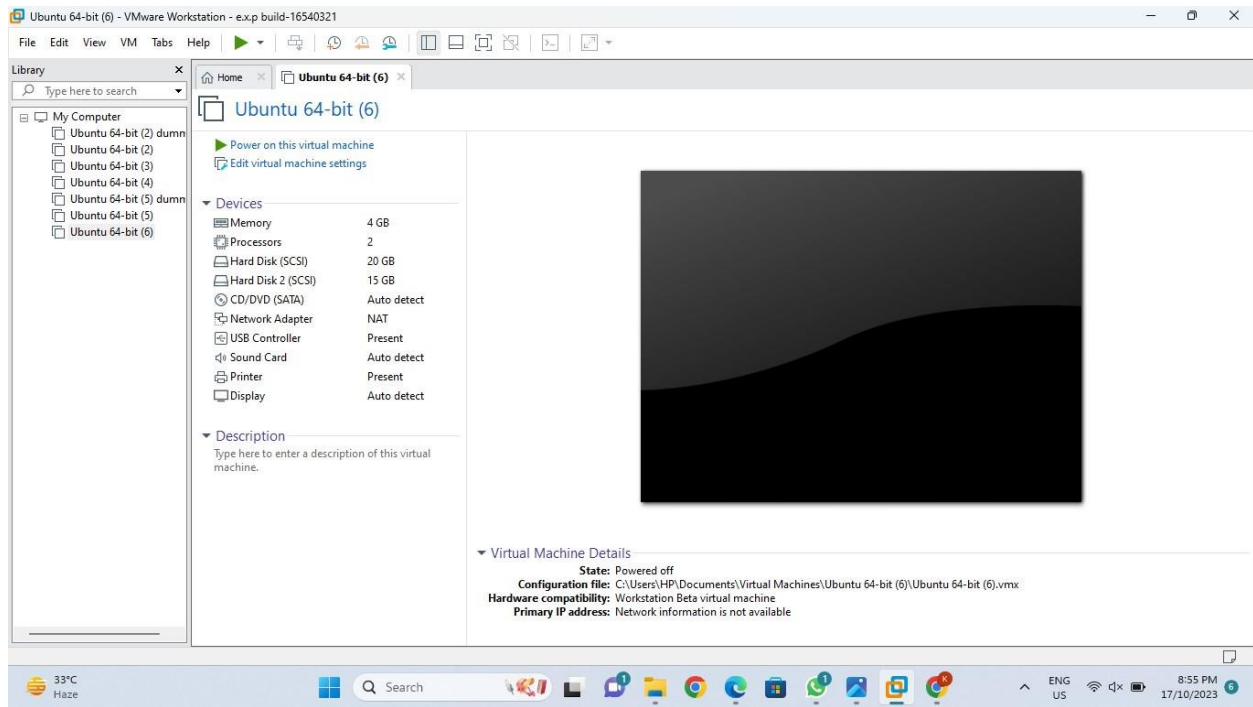 Ubuntu 64-bit (6) - VMware Workstation - e.x.p build-16540321
File Edit View VM Tabs Help
Library
Type here to search
My Computer
Ubuntu 64-bit (2) dumm
Ubuntu 64-bit (2)
Ubuntu 64-bit (3)
Ubuntu 64-bit (4)
Ubuntu 64-bit (5) dumm
Ubuntu 64-bit (5)
Ubuntu 64-bit (6)
Home Ubuntu 64-bit (6)
Ubuntu 64-bit (6)
Power on this virtual machine
Edit virtual machine settings
Devices
Memory 4 GB
Processors 2
Hard Disk (SCSI) 20 GB
Hard Disk 2 (SCSI) 15 GB
CD/DVD (SATA) Auto detect
Network Adapter NAT
USB Controller Present
Sound Card Auto detect
Printer Present
Display Auto detect
Description
Type here to enter a description of this virtual
machine.
Virtual Machine Details
State: Powered off
Configuration file: C:\Users\HP\Documents\Virtual Machines\Ubuntu 64-bit (6)\Ubuntu 64-bit (6).vmx
Hardware compatibility: Workstation Beta virtual machine
Primary IP address: Network information is not available
33°C
Haze
Search
1
1
K
ENG
US
8:55 PM
17/10/2023
6